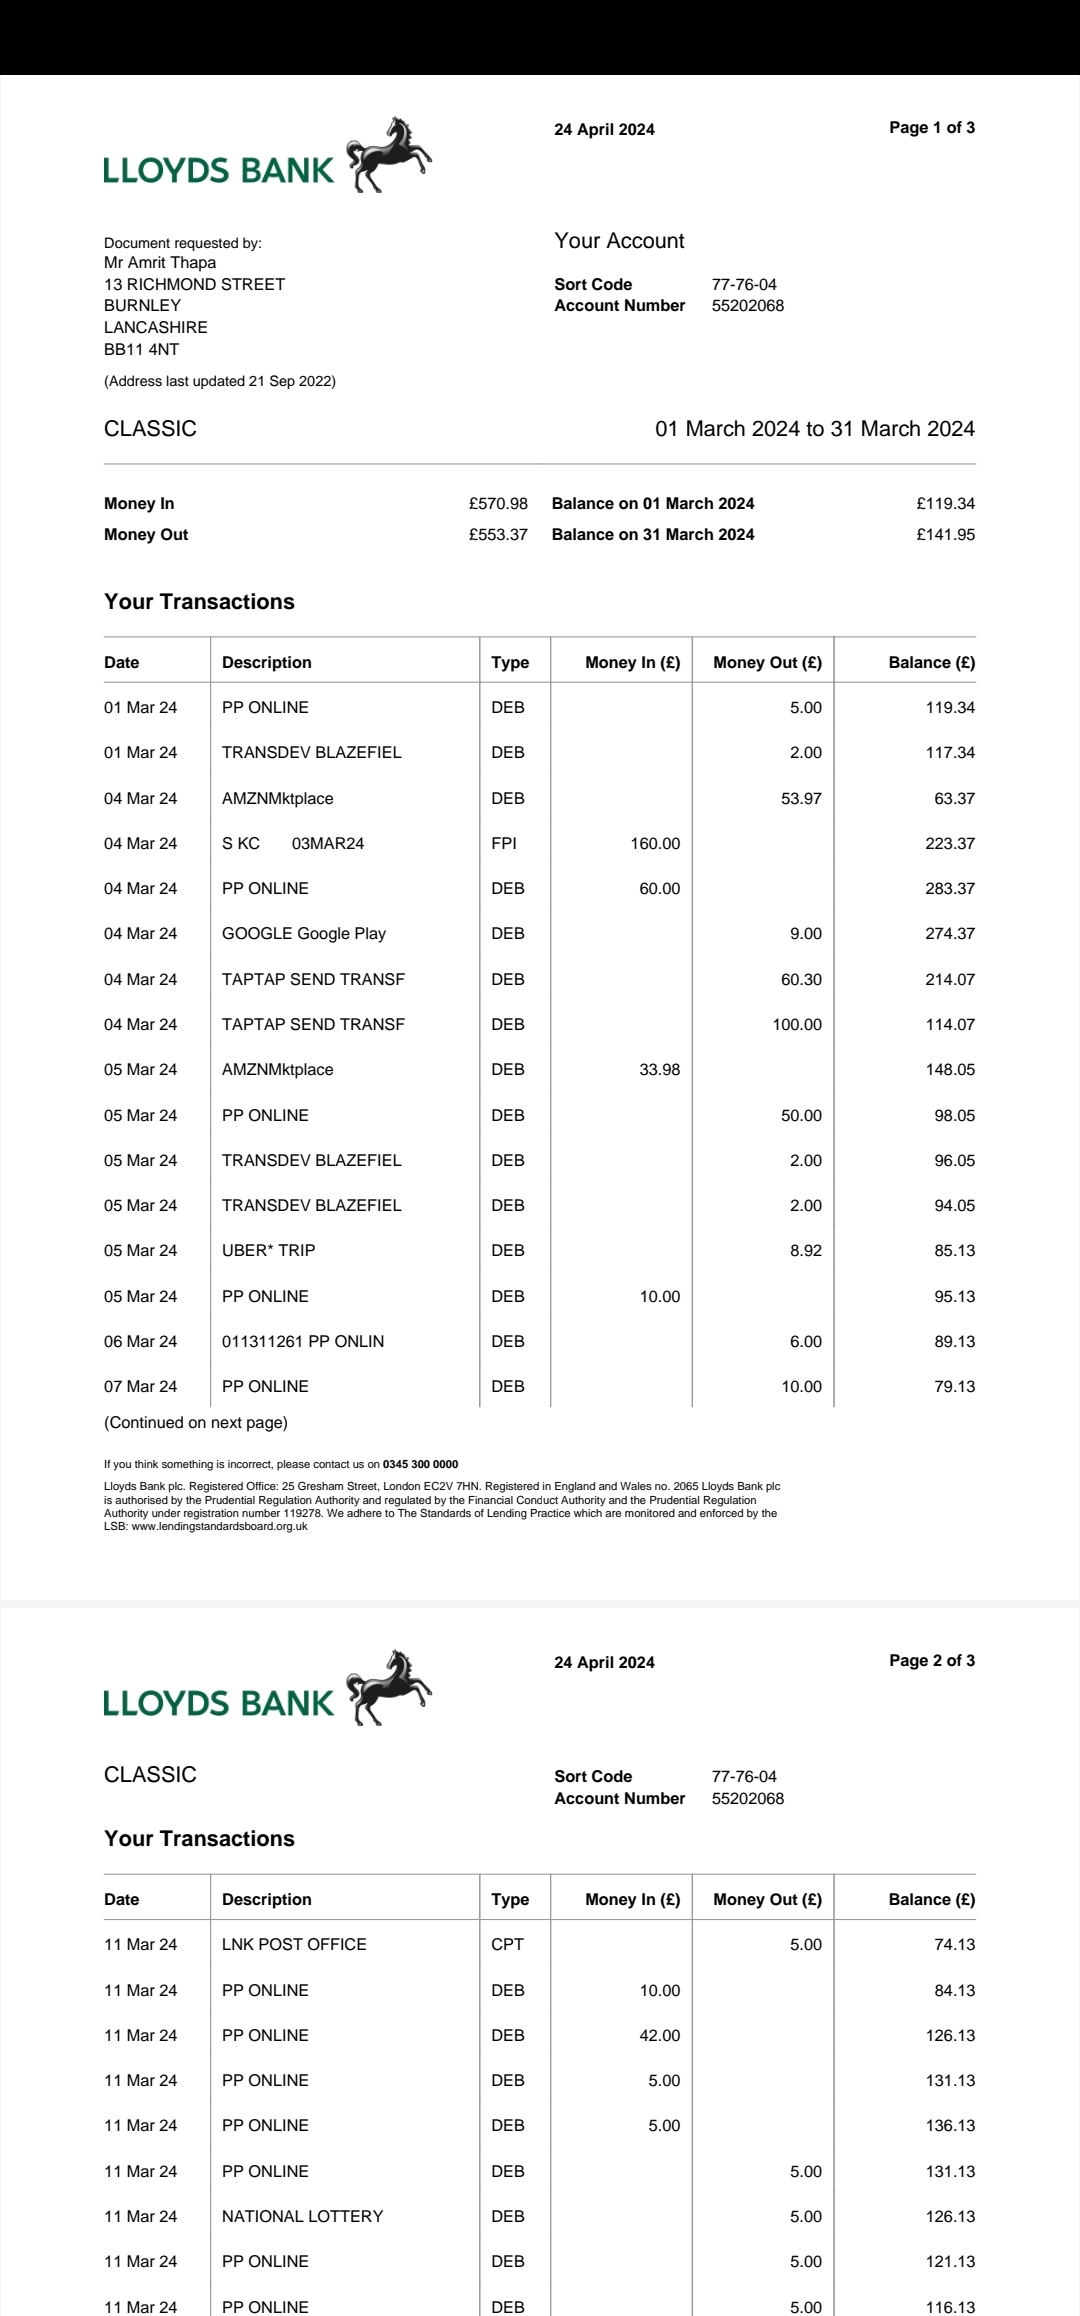 LLOYDS BANK
24 April 2024
Page 1 of 3
Document requested by:
Mr Amrit Thapa
13 RICHMOND STREET
BURNLEY
LANCASHIRE
BB11 4NT
(Address last updated 21 Sep 2022)
Your Account
Sort Code 77-76-04
Account Number 55202068
CLASSIC 01 March 2024 to 31 March 2024
Money In £570.98 Balance on 01 March 2024 £119.34
Money Out £553.37 Balance on 31 March 2024 £141.95
Your Transactions
Date Description Type Money In (£) Money Out (£) Balance (£)
01 Mar 24 PP ONLINE DEB 5.00 119.34
01 Mar 24 TRANSDEV BLAZEFIEL DEB 2.00 117.34
04 Mar 24 AMZNMktplace DEB 53.97 63.37
04 Mar 24 S KC 03MAR24 FPI 160.00 223.37
04 Mar 24 PP ONLINE DEB 60.00 283.37
04 Mar 24 GOOGLE Google Play DEB 9.00 274.37
04 Mar 24 TAPTAP SEND TRANSF DEB 60.30 214.07
04 Mar 24 TAPTAP SEND TRANSF DEB 100.00 114.07
05 Mar 24 AMZNMktplace DEB 33.98 148.05
05 Mar 24 PP ONLINE DEB 50.00 98.05
05 Mar 24 TRANSDEV BLAZEFIEL DEB 2.00 96.05
05 Mar 24 TRANSDEV BLAZEFIEL DEB 2.00 94.05
05 Mar 24 UBER* TRIP DEB 8.92 85.13
05 Mar 24 PP ONLINE DEB 10.00 95.13
06 Mar 24 011311261 PP ONLIN DEB 6.00 89.13
07 Mar 24 PP ONLINE DEB 10.00 79.13
(Continued on next page)
If you think something is incorrect, please contact us on 0345 300 0000
Lloyds Bank plc. Registered Office: 25 Gresham Street, London EC2V 7HN. Registered in England and Wales no. 2065 Lloyds Bank plc
is authorised by the Prudential Regulation Authority and regulated by the Financial Conduct Authority and the Prudential Regulation
Authority under registration number 119278. We adhere to The Standards of Lending Practice which are monitored and enforced by the
LSB: www.lendingstandardsboard.org.uk
LLOYDS BANK
24 April 2024
Page 2 of 3
CLASSIC
Sort Code 77-76-04
Account Number 55202068
Your Transactions
Date Description Type Money In (£) Money Out (£) Balance (£)
11 Mar 24 LNK POST OFFICE CPT 5.00 74.13
11 Mar 24 PP ONLINE DEB 10.00 84.13
11 Mar 24 PP ONLINE DEB 42.00 126.13
11 Mar 24 PP ONLINE DEB 5.00 131.13
11 Mar 24 PP ONLINE DEB 5.00 136.13
11 Mar 24 PP ONLINE DEB 5.00 131.13
11 Mar 24 NATIONAL LOTTERY DEB 5.00 126.13
11 Mar 24 PP ONLINE DEB 5.00 121.13
11 Mar 24 PP ONLINE DEB 5.00 116.13